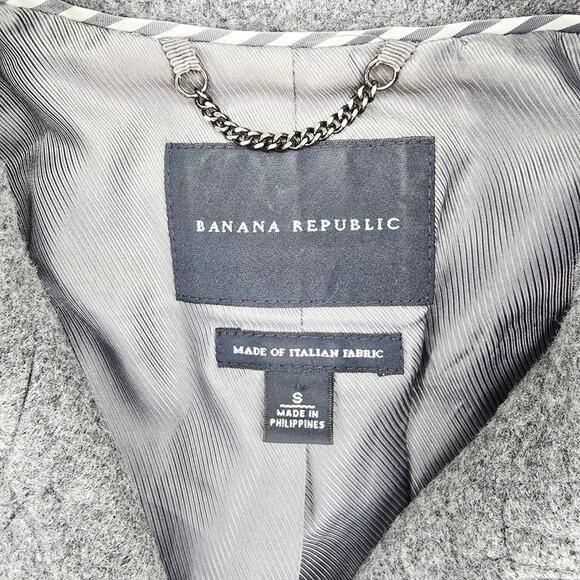 BANANA REPUBLIC
MADE OF ITALIAN FABRIC
S
MADE IN
PHILIPPINES